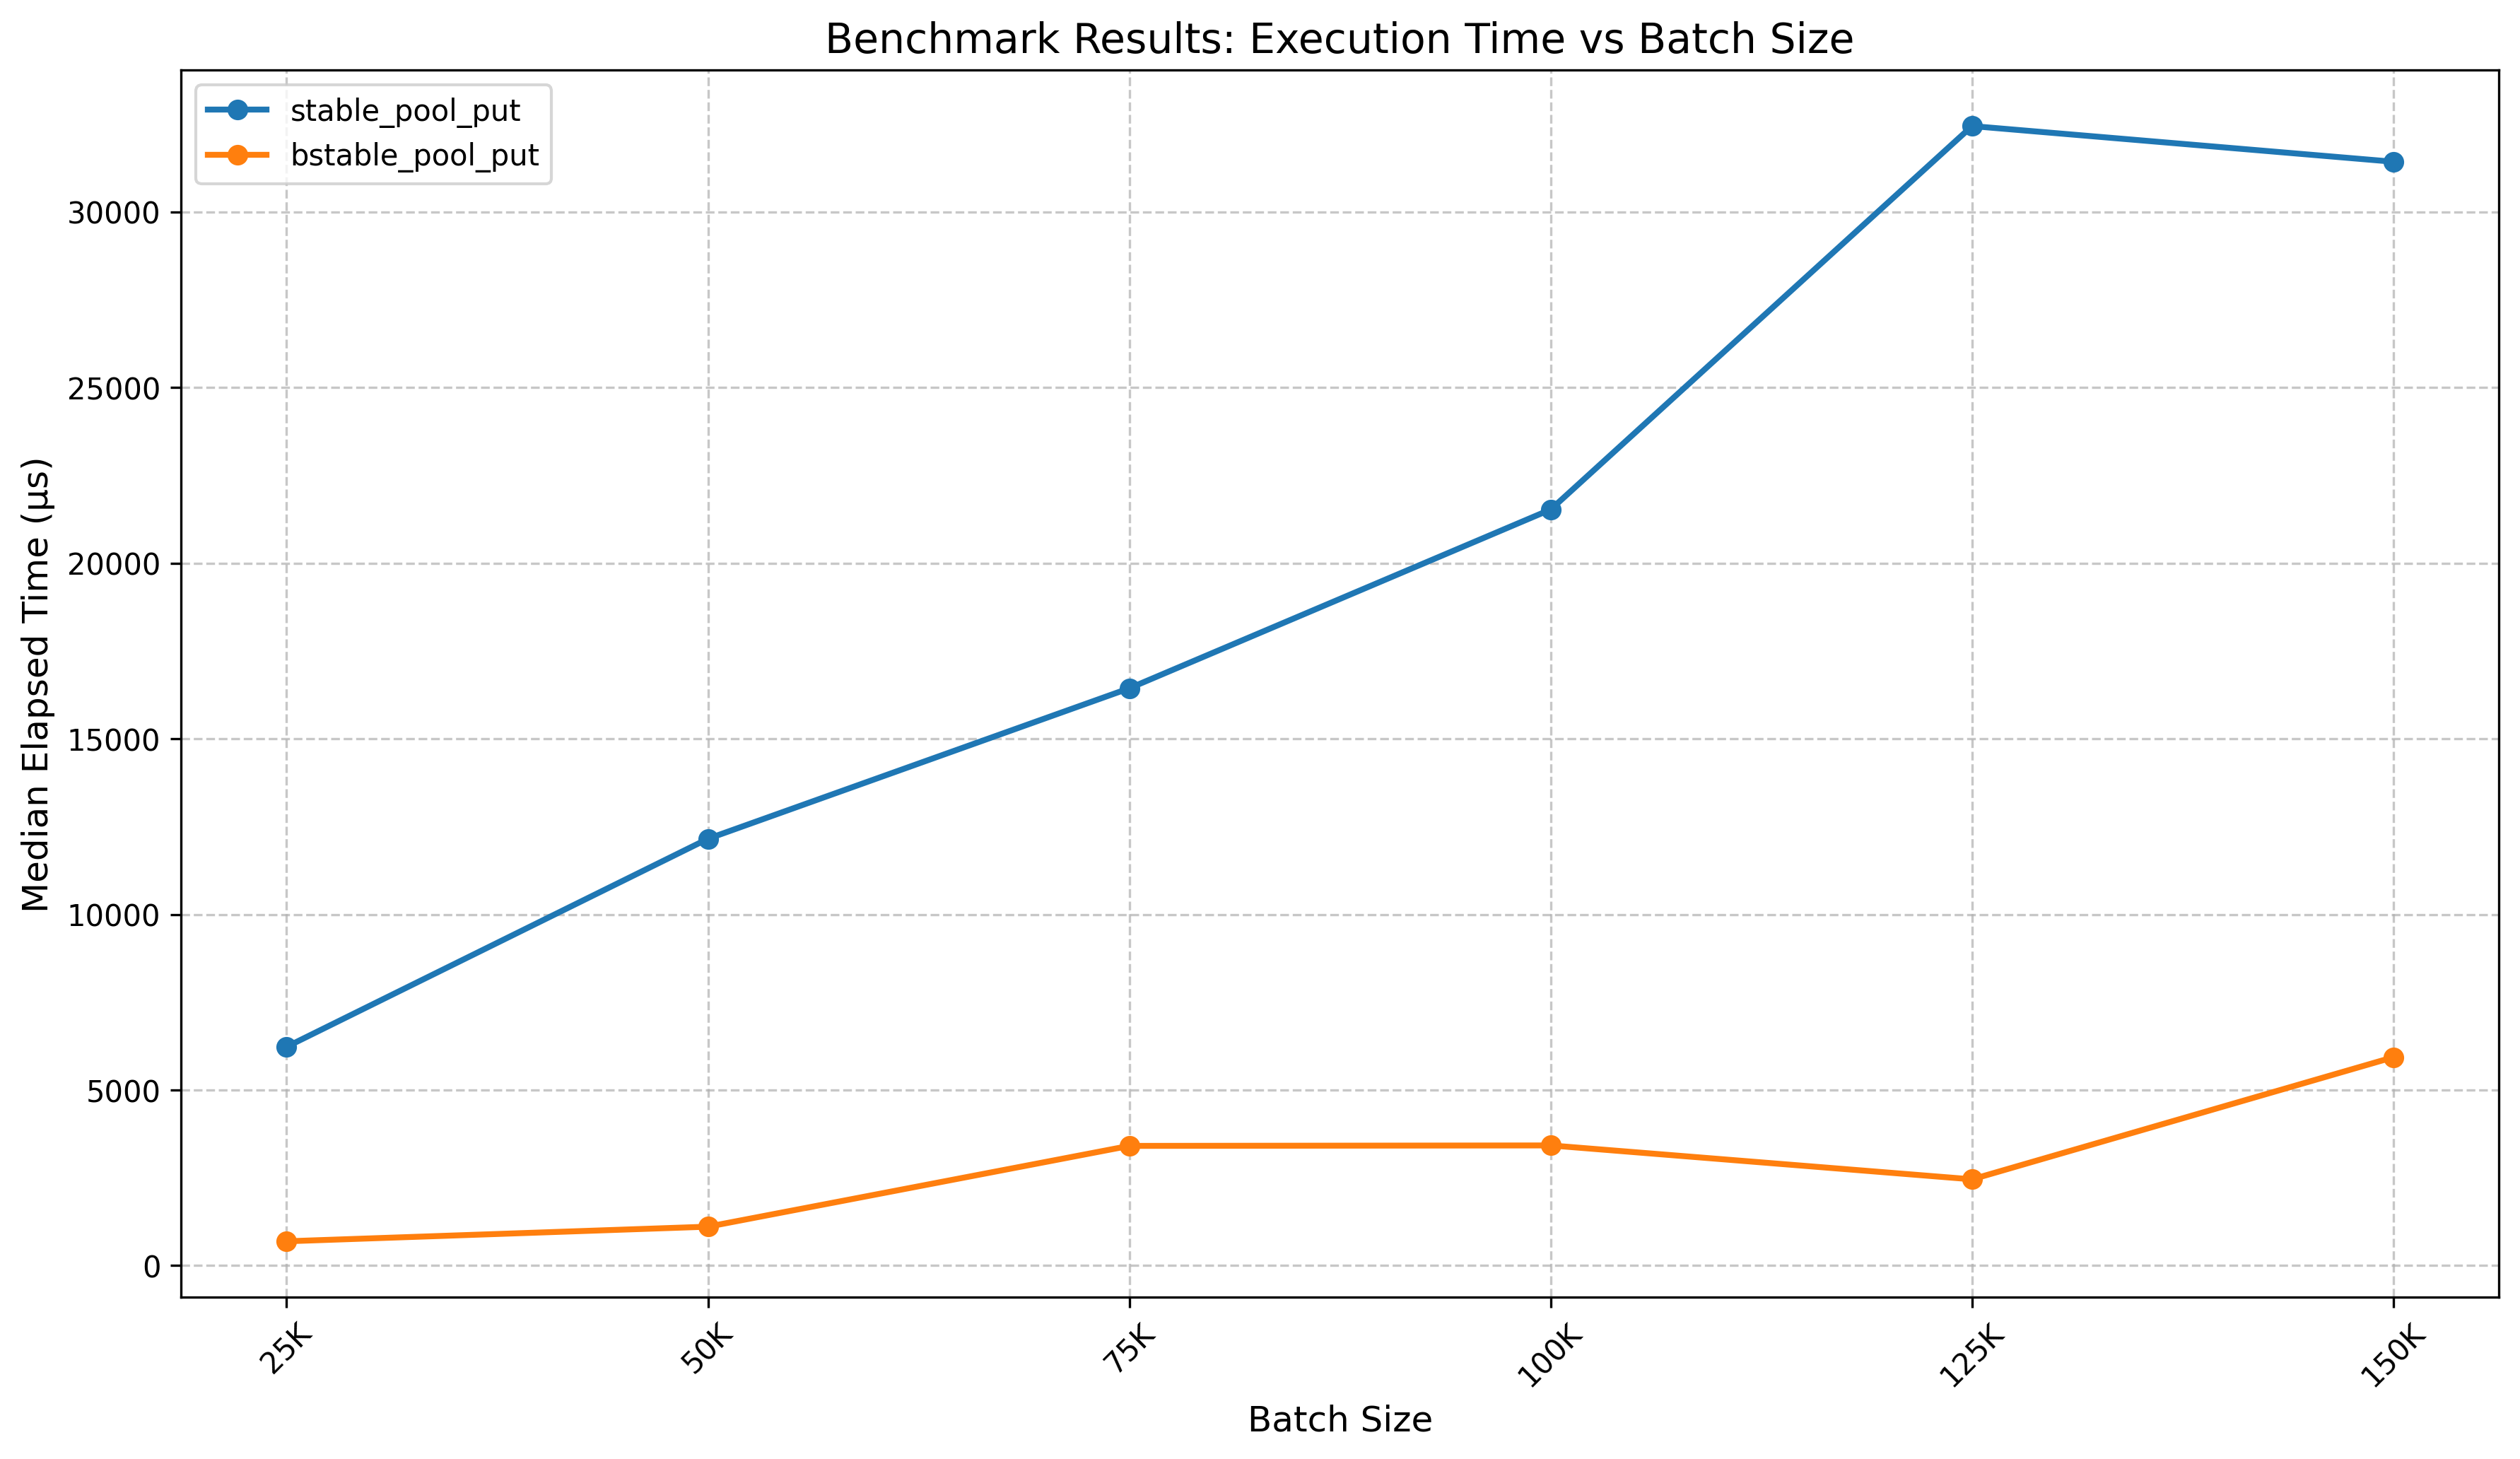 Benchmark Results: Execution Time vs Batch Size
stable_pool_put
bstable_pool_put
Median Elapsed Time (μs)
30000
25000
20000
15000
10000
5000
0
25K
50K
75K
100K
125K
150K
Batch Size